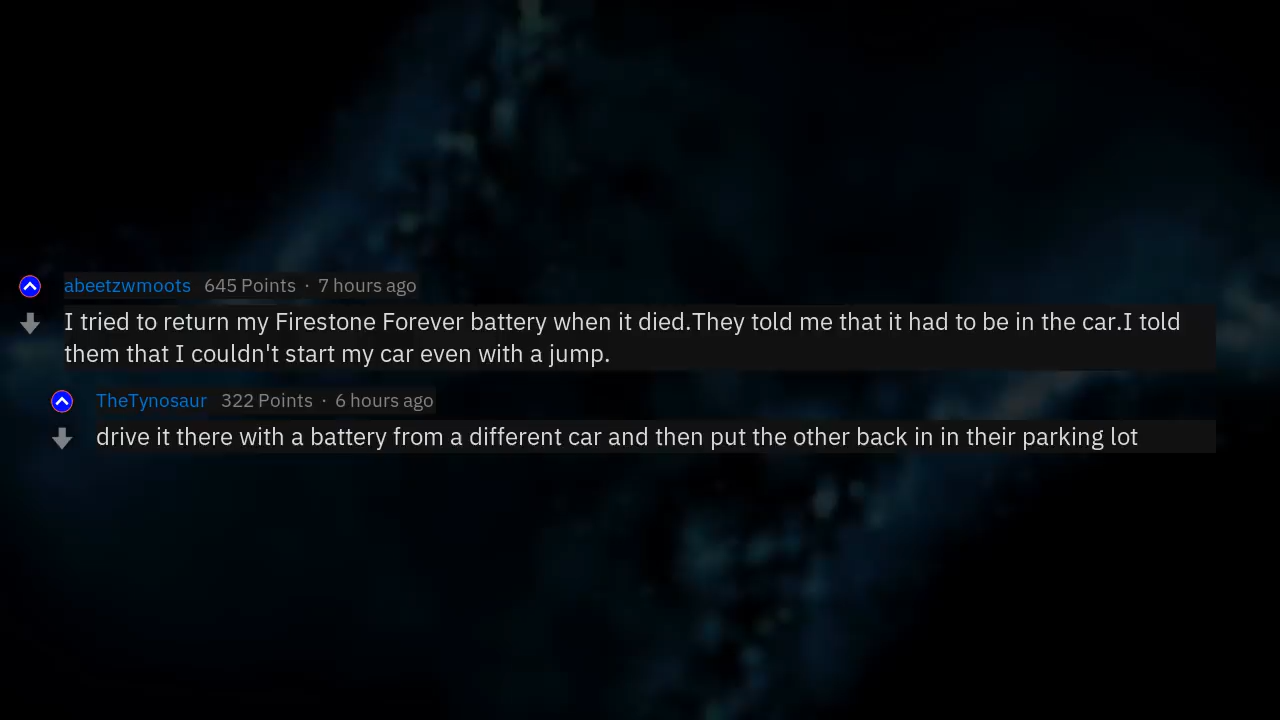 abeetzwmoots 645 Points · 7 hours ago
I tried to return my Firestone Forever battery when it died.They told me that it had to be in the car.I told
them that I couldn't start my car even with a jump.
TheTynosaur 322 Points · 6 hours ago
drive it there with a battery from a different car and then put the other back in in their parking lot